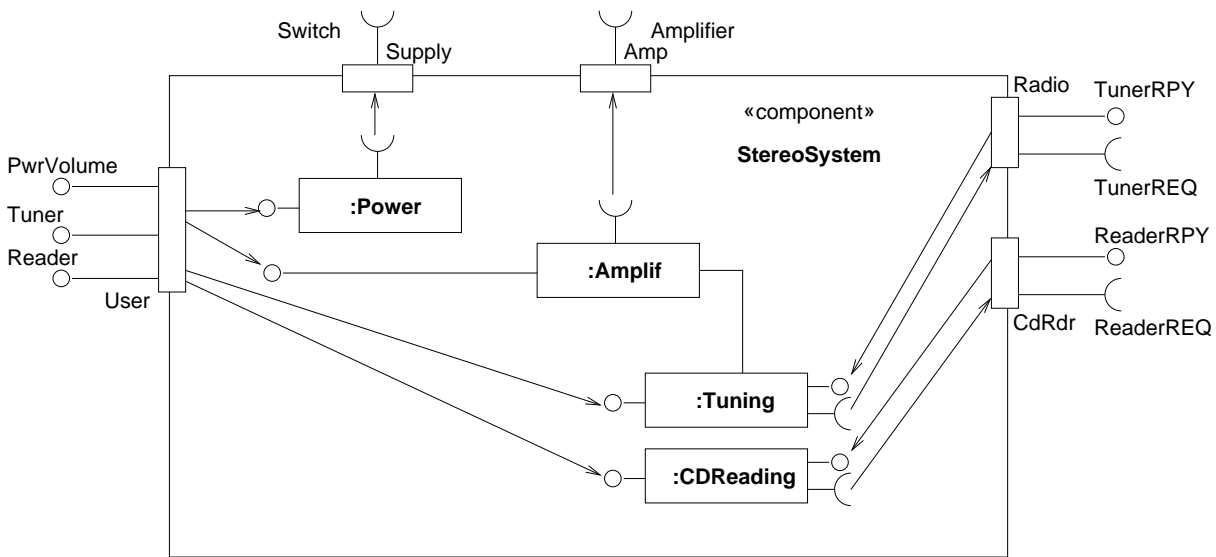 Switch
Supply
Amplifier
Amp
Radio
TunerRPY
«component»
StereoSystem
PwrVolume
TunerREQ
:Power
Tuner
ReaderRPY
Reader
:Amplif
User
CdRdr
ReaderREQ
:Tuning
:CDReading